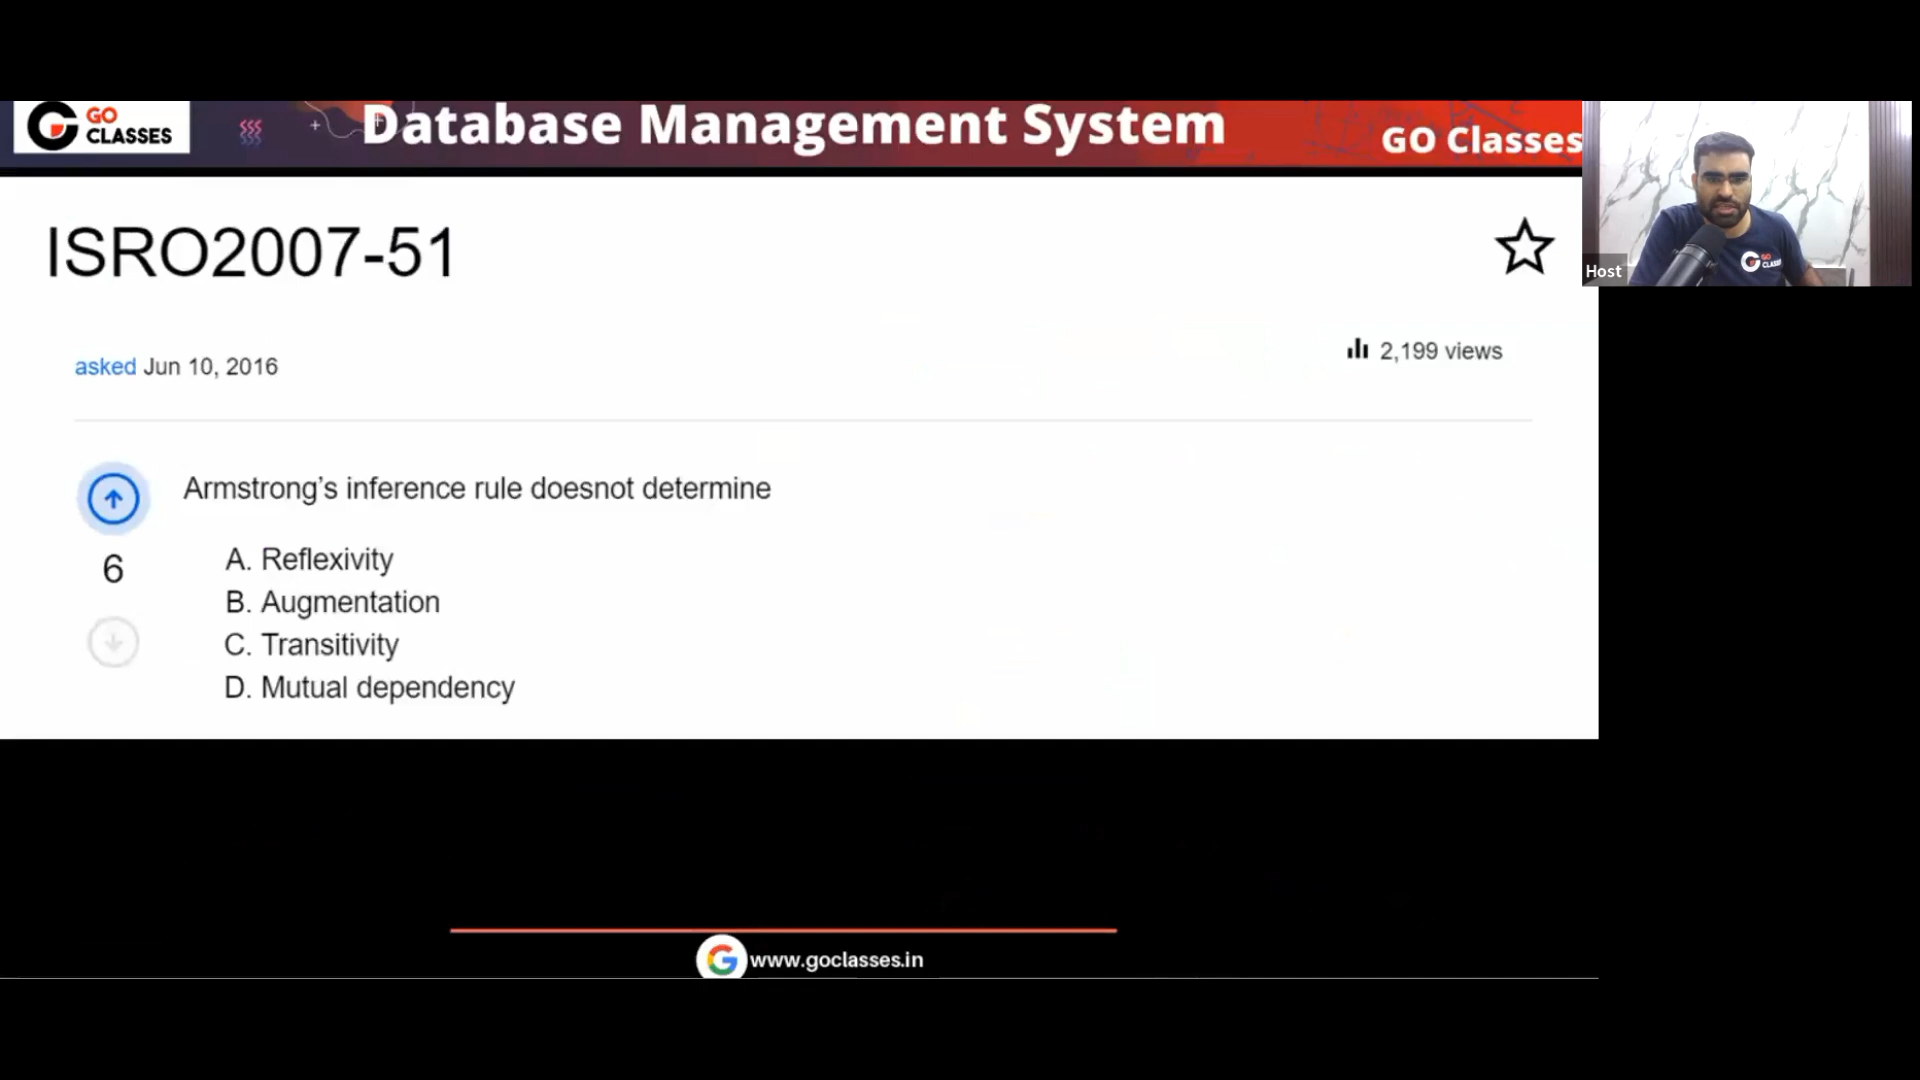 GO
CLASSES
Database Management System
GO Classes
Host
GO
ISRO2007-51
asked Jun 10, 2016
2,199 views
Armstrong’s inference rule doesnot determine
6
A. Reflexivity
B. Augmentation
C. Transitivity
D. Mutual dependency
www.goclasses.in